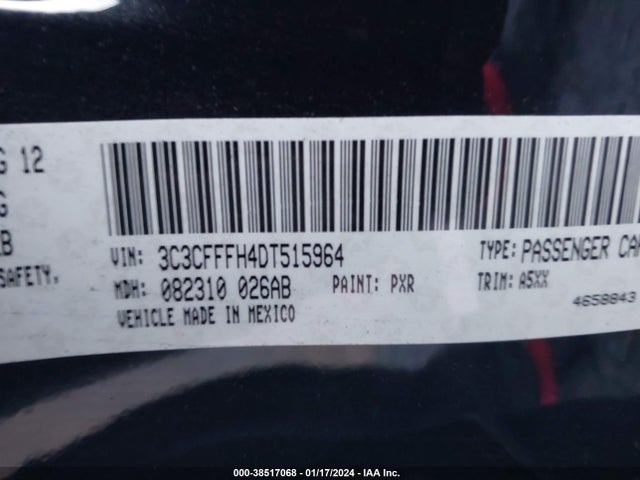 G 12
G
B
SAFETY,
VIN: 3C3CFFFH4DT515964 TYPE: PASSENGER CAR
MDH: 082310 026AB PAINT: PXR TRIM: A5XX
VEHICLE MADE IN MEXICO 4658843
000-38517068 - 01/17/2024 - IAA Inc.